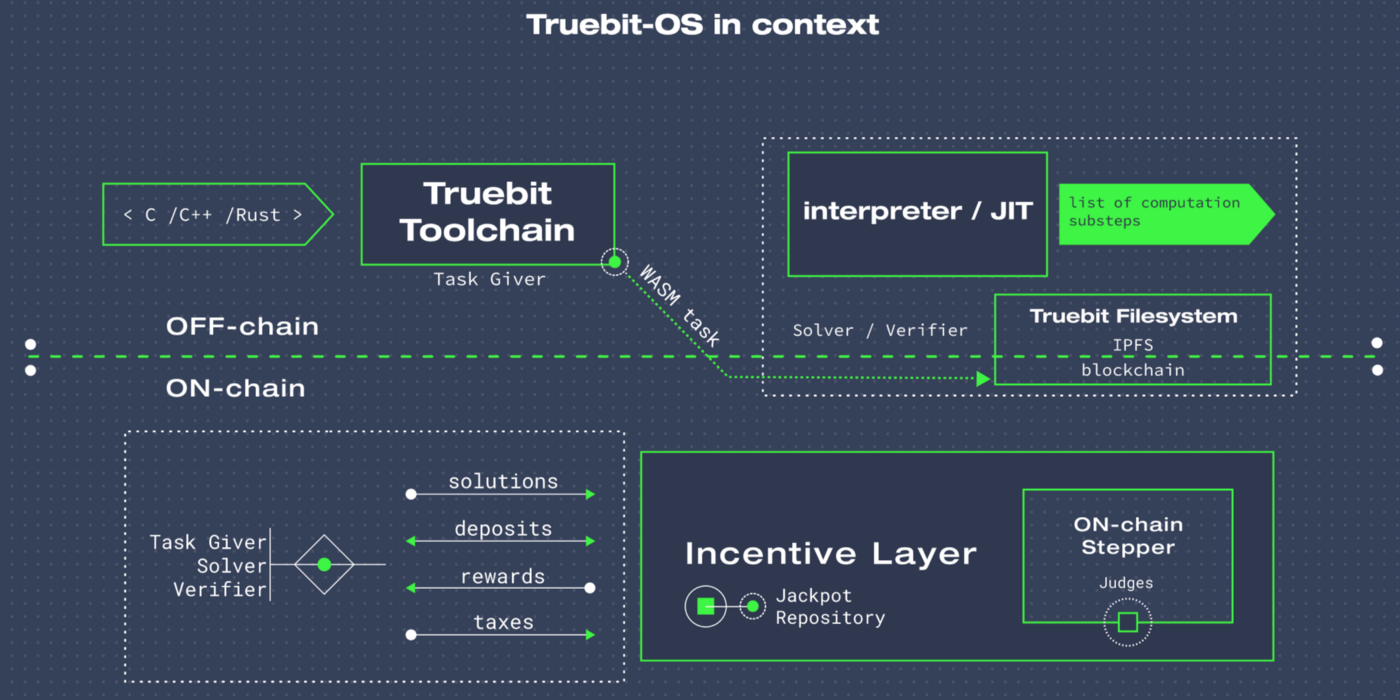 Truebit-OS in context
< C /C++ /Rust >
Truebit
Toolchain
Task Giver
WASM task
interpreter / JIT
list of computation
substeps
Solver / Verifier
Truebit Filesystem
IPFS
blockchain
OFF-chain
ON-chain
Task Giver
Solver
Verifier
solutions
deposits
rewards
taxes
Incentive Layer
Jackpot
Repository
ON-chain
Stepper
Judges